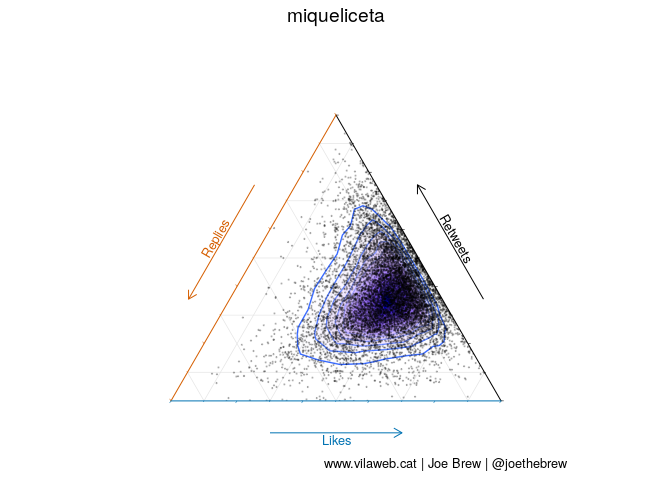 miqueliceta
Replies
Retweets
Likes
www.vilaweb.cat | Joe Brew | @joethebrew